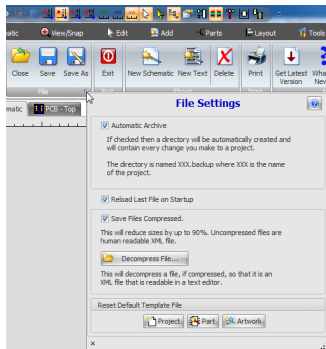 View/Snap Edit Add Parts Layout Tools
Close Save Save As Exit New Schematic New Text Delete Print Get Latest
Version
File
PCB - Top
File Settings
Automatic Archive
If checked then a directory will be automatically created and
will contain every change you make to a project.
The directory is named XXX.backup where XXX is the name
of the project.
Reload Last File on Startup
Save Files Compressed.
This will reduce sizes by up to 90%. Uncompressed files are
human readable XML file.
Decompress File...
This will decompress a file, if compressed, so that it is an
XML file that is readable in a text editor.
Reset Default Template File
Project Part Artwork